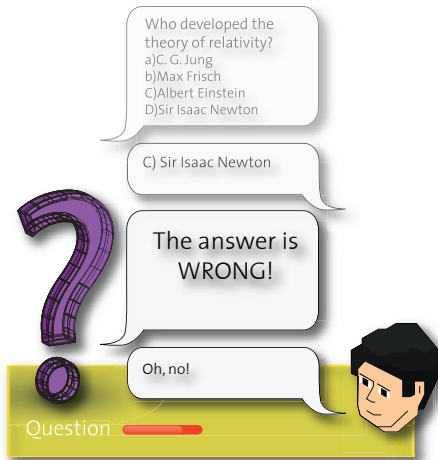 Who developed the
theory of relativity?
a)C. G. Jung
b)Max Frisch
C)Albert Einstein
D)Sir Isaac Newton
C) Sir Isaac Newton
The answer is
WRONG!
Oh, no!
Question